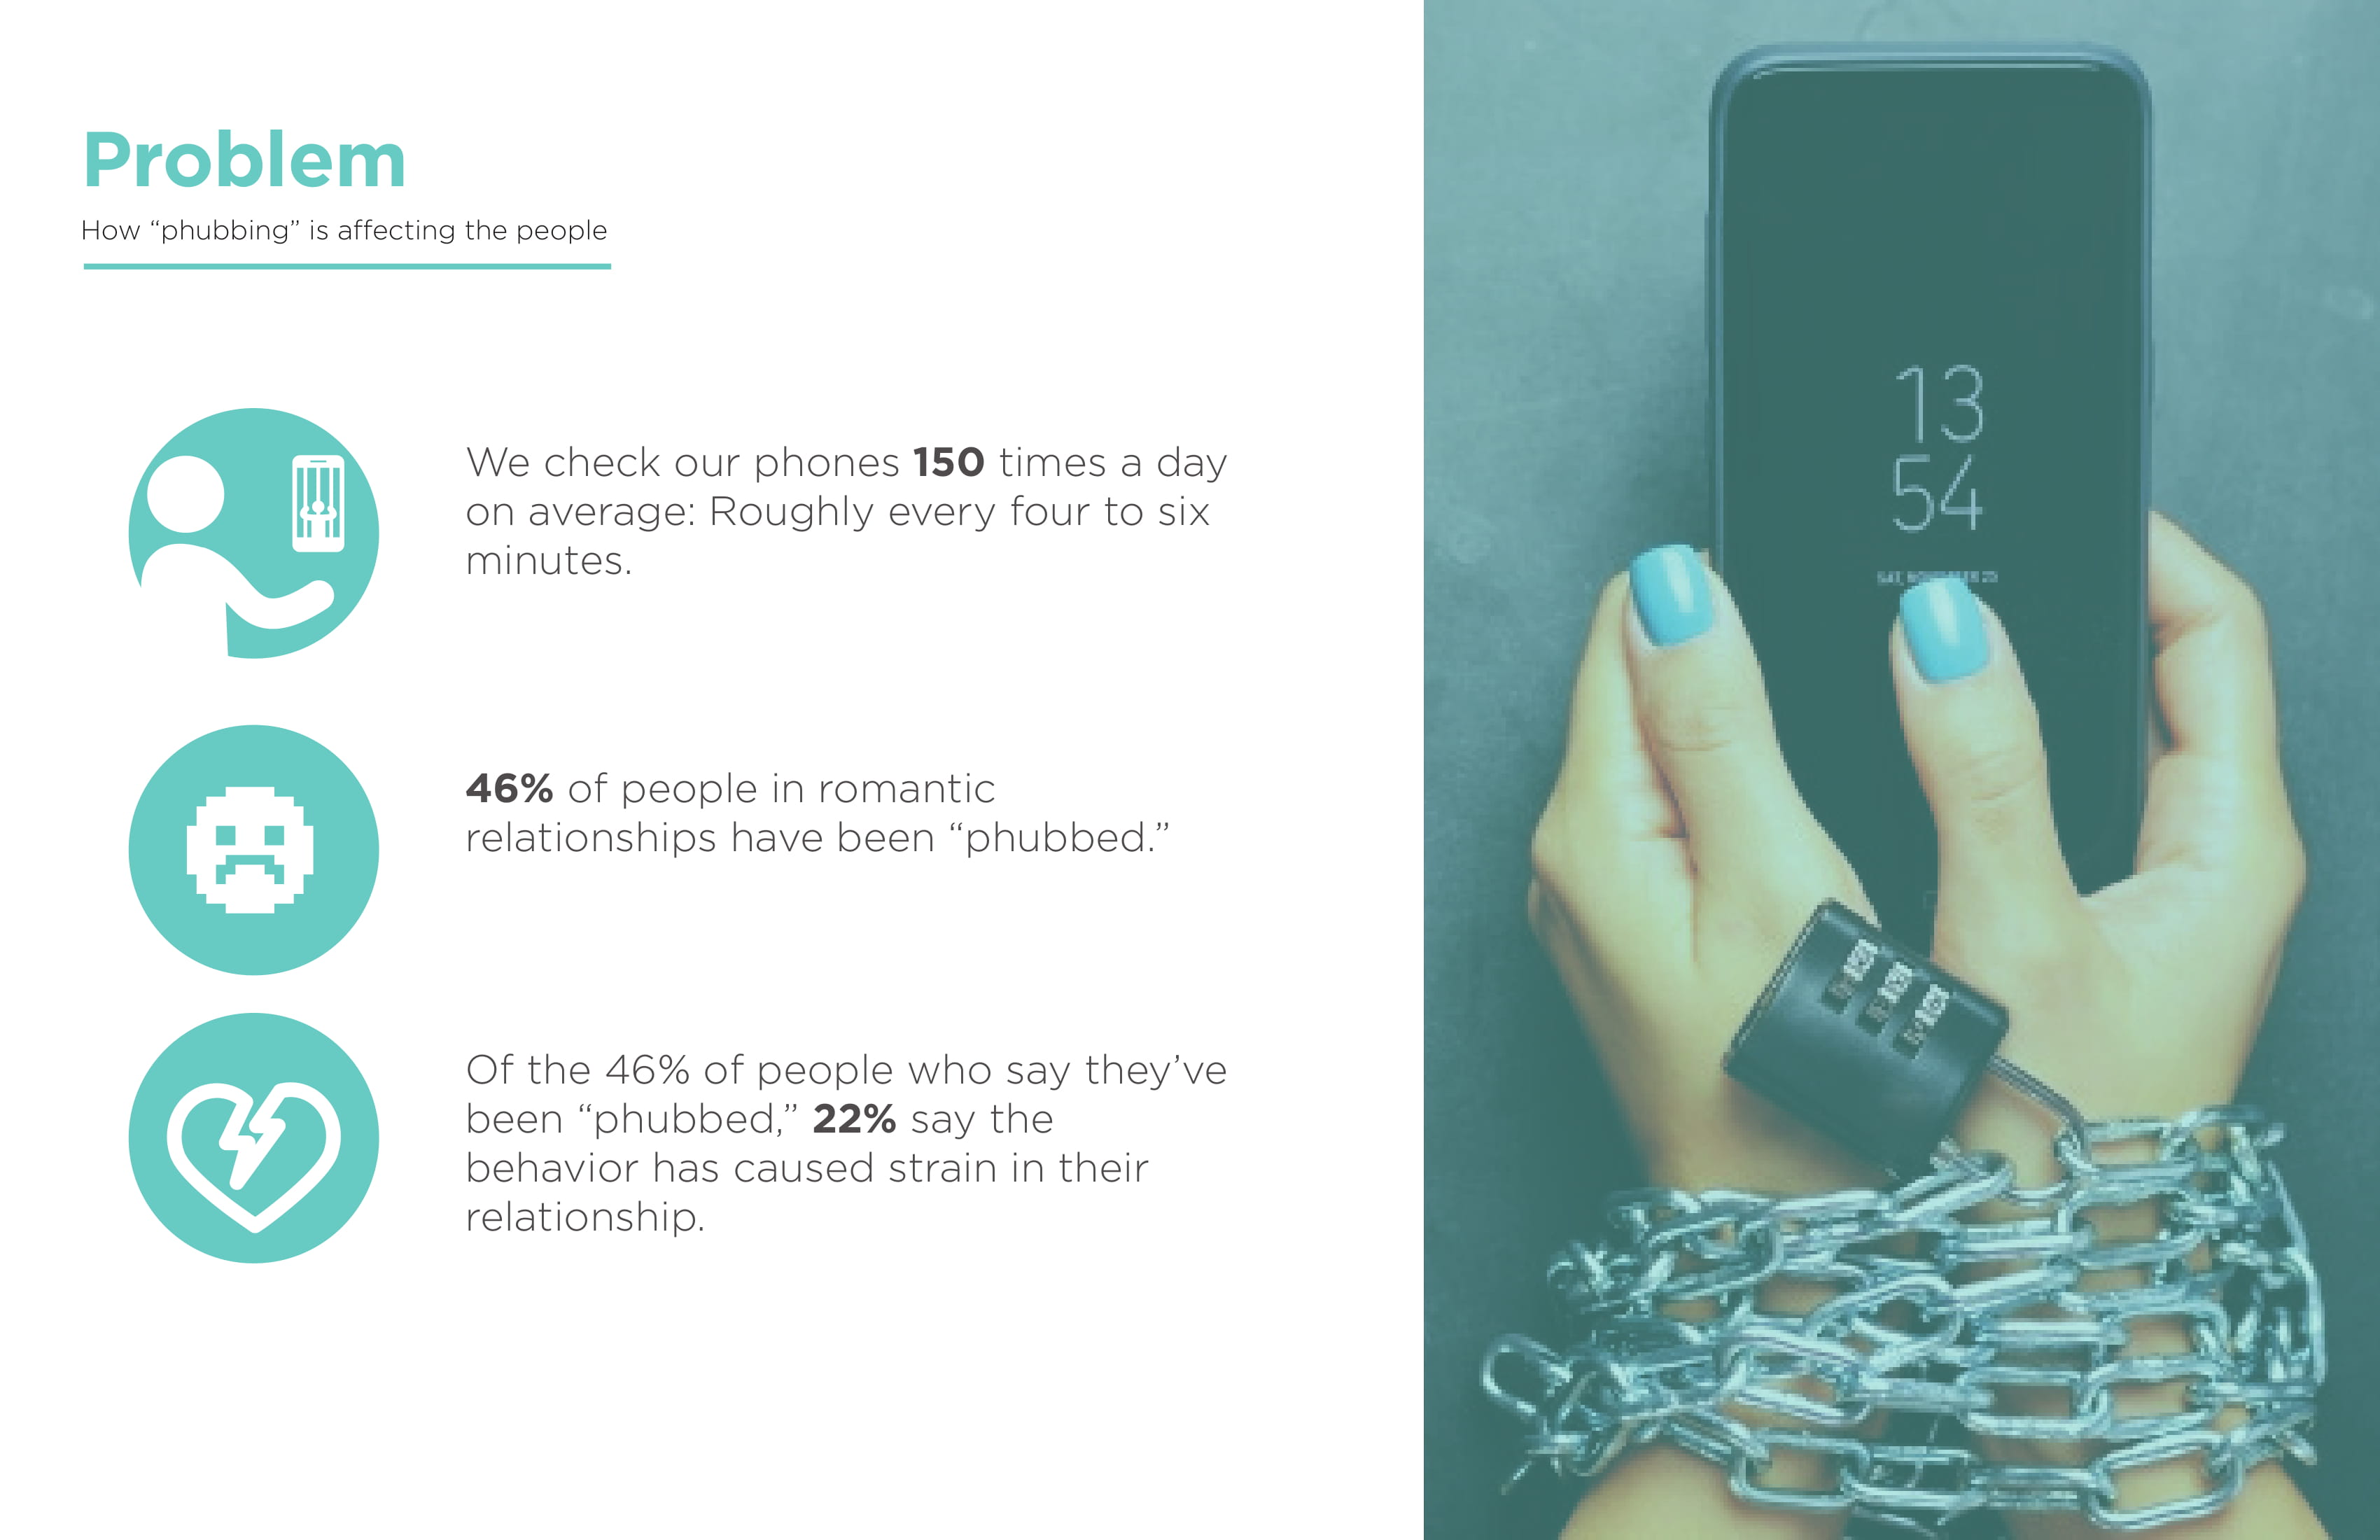 Problem
How “phubbing” is affecting the people
We check our phones 150 times a day
on average: Roughly every four to six
minutes.
46% of people in romantic
relationships have been “phubbed.”
Of the 46% of people who say they’ve
been “phubbed,” 22% say the
behavior has caused strain in their
relationship.
13
54